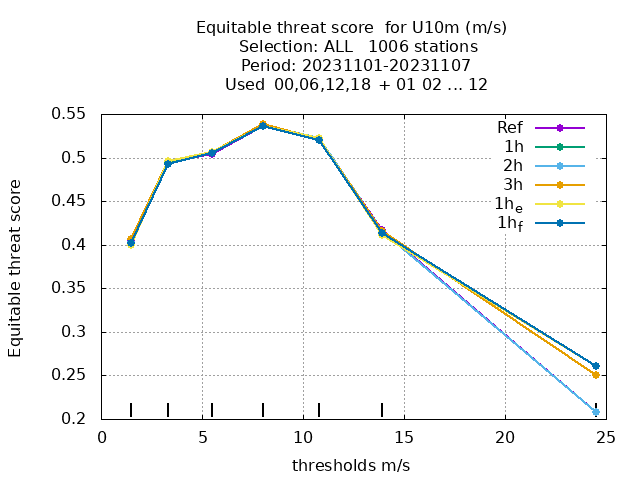 Equitable threat score  for U10m (m/s)
Selection: ALL   1006 stations
Period: 20231101-20231107
Used  00,06,12,18 + 01 02 ... 12
Equitable threat score
0.55
0.5
0.45
0.4
0.35
0.3
0.25
0.2
Ref
1h
2h
3h
1h_e
1h_f
0 5 10 15 20 25
thresholds m/s